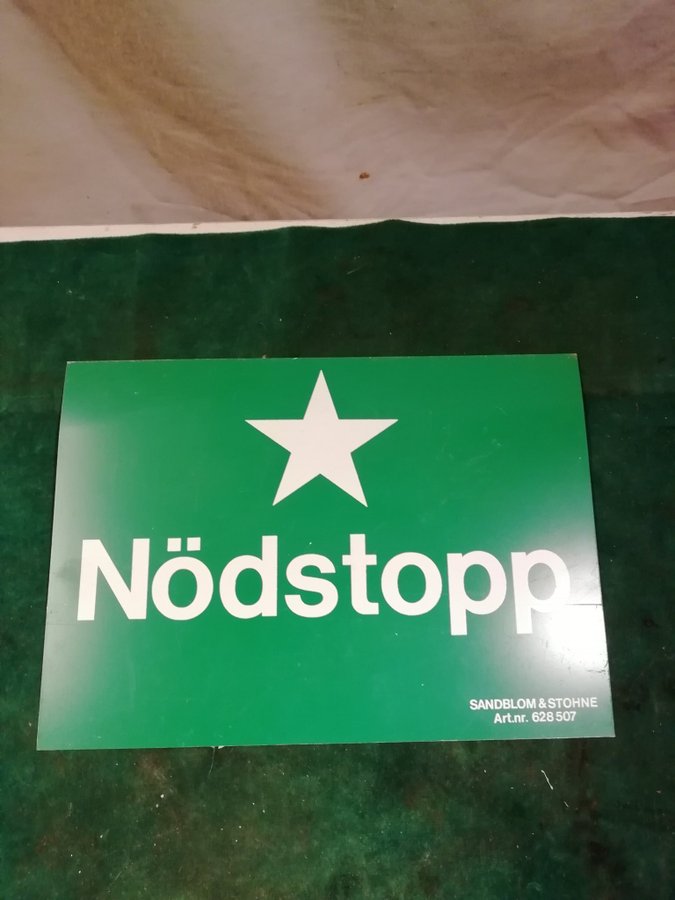 Nödstopp
SANDBLOM & STOHNE
Art.nr. 628 507